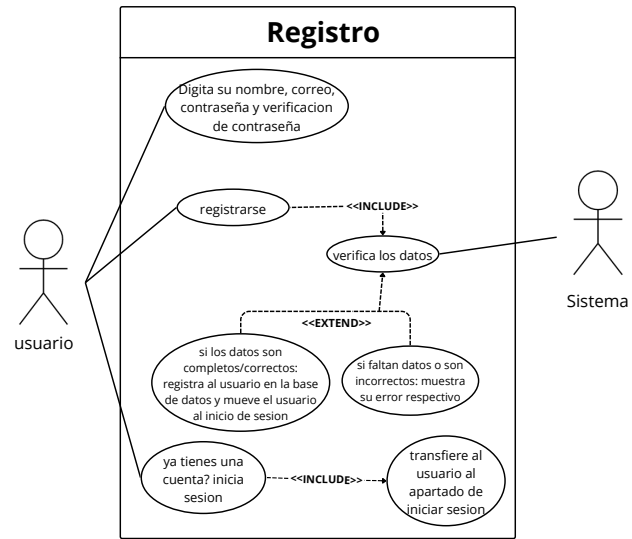 Registro
Digita su nombre, correo,
contraseña y verificacion
de contraseña
registrarse
<<INCLUDE>>
verifica los datos
Sistema
usuario
<<EXTEND>>
si los datos son
completos/correctos:
registra al usuario en la base
de datos y mueve el usuario
al inicio de sesion
si faltan datos o son
incorrectos: muestra
su error respectivo
ya tienes una
cuenta? inicia
sesion
<<INCLUDE>>
transfiere al
usuario al
apartado de
iniciar sesion